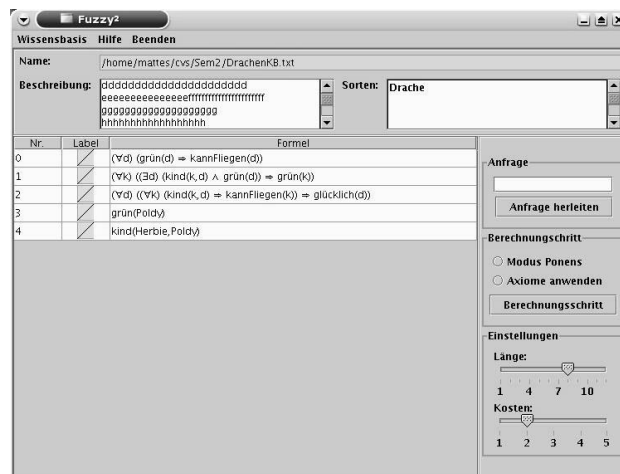 Fuzzy²
Wissensbasis Hilfe Beenden
Name: /home/mattes/cvs/Sem2/DrachenKB.txt
Beschreibung: ddddddddddddddddddddddd
eeeeeeeeeeeeeeeffffffffffffffffffffffff
gggggggggggggggggggg
hhhhhhhhhhhhhhhhhh
Sorten: Drache
Nr. Label Formel
0 (∀d) (grün(d) ⇒ kannFliegen(d))
1 (∀k) ((∃d) (kind(k,d) ∧ grün(d)) ⇒ grün(k))
2 (∀d) ((∀k) (kind(k,d) ⇒ kannFliegen(k)) ⇒ glücklich(d))
3 grün(Poldy)
4 kind(Herbie,Poldy)
Anfrage
Anfrage herleiten
Berechnungschritt
Modus Ponens
Axiome anwenden
Berechnungsschritt
Einstellungen
Länge:
1 4 7 10
Kosten:
1 2 3 4 5